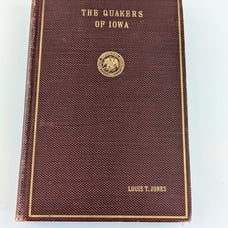 THE QUAKERS
OF IOWA
LOUIS T. JONES